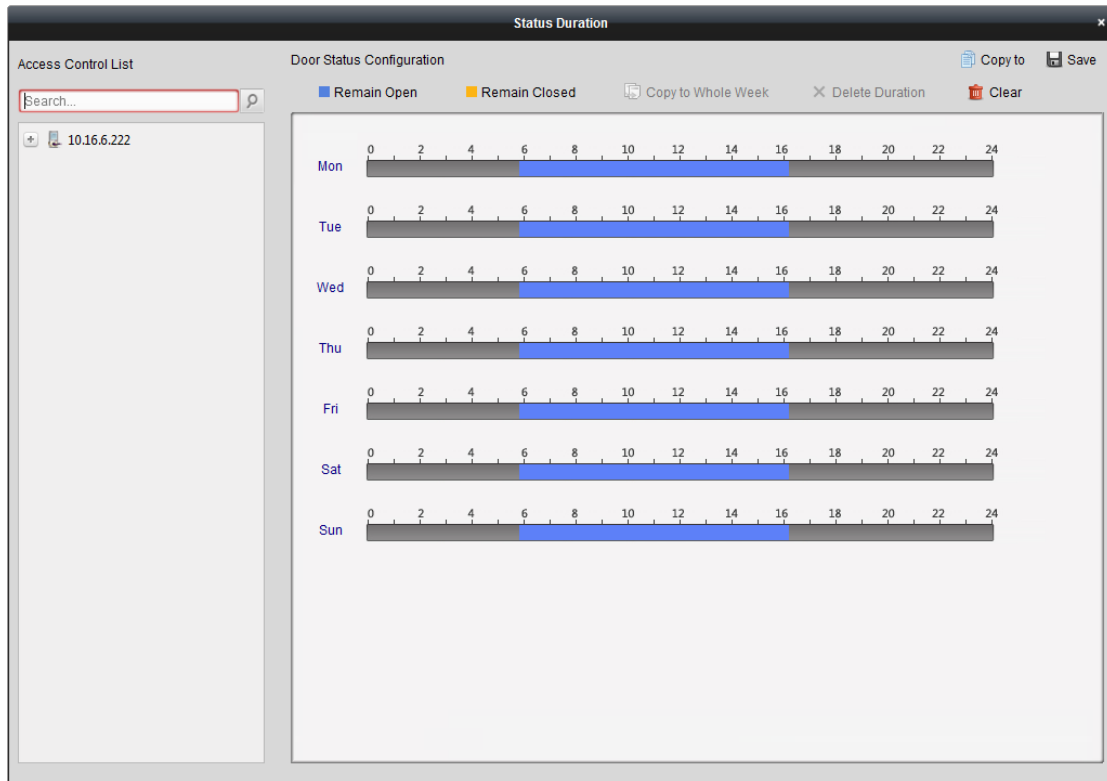 Status Duration
Access Control List
Door Status Configuration
Copy to
Save
Search...
Remain Open
Remain Closed
Copy to Whole Week
Delete Duration
Clear
10.16.6.222
0 2 4 6 8 10 12 14 16 18 20 22 24
Mon
0 2 4 6 8 10 12 14 16 18 20 22 24
Tue
0 2 4 6 8 10 12 14 16 18 20 22 24
Wed
0 2 4 6 8 10 12 14 16 18 20 22 24
Thu
0 2 4 6 8 10 12 14 16 18 20 22 24
Fri
0 2 4 6 8 10 12 14 16 18 20 22 24
Sat
0 2 4 6 8 10 12 14 16 18 20 22 24
Sun